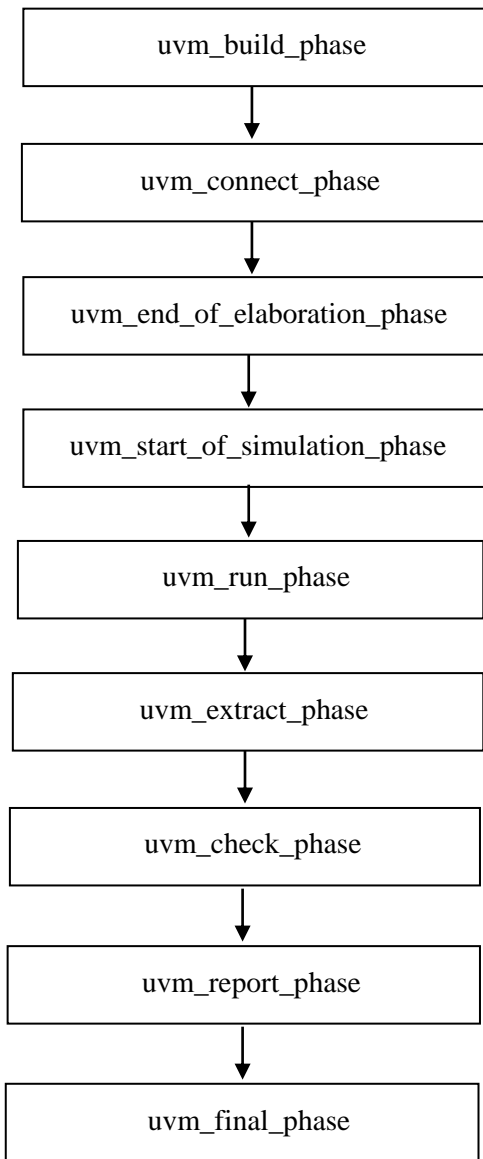 uvm_build_phase
uvm_connect_phase
uvm_end_of_elaboration_phase
uvm_start_of_simulation_phase
uvm_run_phase
uvm_extract_phase
uvm_check_phase
uvm_report_phase
uvm_final_phase